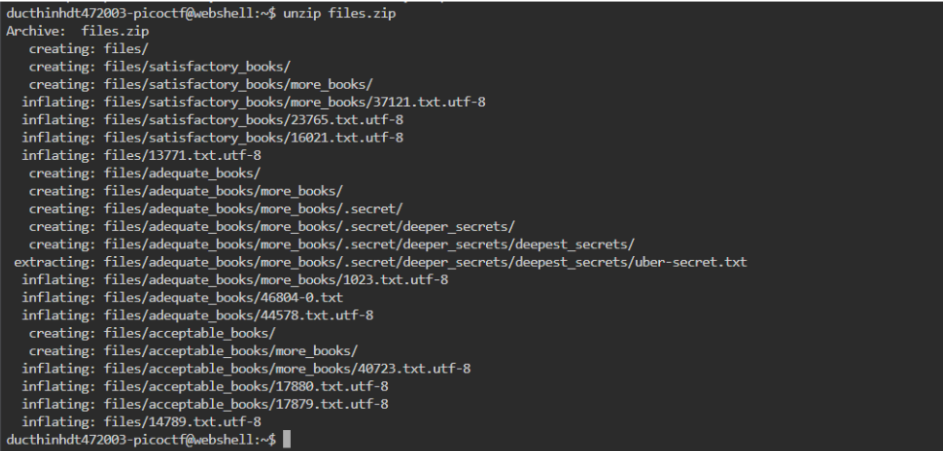 ducthinhdt472003-picoctf@webshell:~$ unzip files.zip
Archive:  files.zip
   creating: files/
   creating: files/satisfactory_books/
   creating: files/satisfactory_books/more_books/
  inflating: files/satisfactory_books/more_books/37121.txt.utf-8
  inflating: files/satisfactory_books/23765.txt.utf-8
  inflating: files/satisfactory_books/16021.txt.utf-8
  inflating: files/13771.txt.utf-8
   creating: files/adequate_books/
   creating: files/adequate_books/more_books/
   creating: files/adequate_books/more_books/.secret/
   creating: files/adequate_books/more_books/.secret/deeper_secrets/
   creating: files/adequate_books/more_books/.secret/deeper_secrets/deepest_secrets/
 extracting: files/adequate_books/more_books/.secret/deeper_secrets/deepest_secrets/uber-secret.txt
  inflating: files/adequate_books/more_books/1023.txt.utf-8
  inflating: files/adequate_books/46804-0.txt
  inflating: files/adequate_books/44578.txt.utf-8
   creating: files/acceptable_books/
   creating: files/acceptable_books/more_books/
  inflating: files/acceptable_books/more_books/40723.txt.utf-8
  inflating: files/acceptable_books/17880.txt.utf-8
  inflating: files/acceptable_books/17879.txt.utf-8
  inflating: files/14789.txt.utf-8
ducthinhdt472003-picoctf@webshell:~$